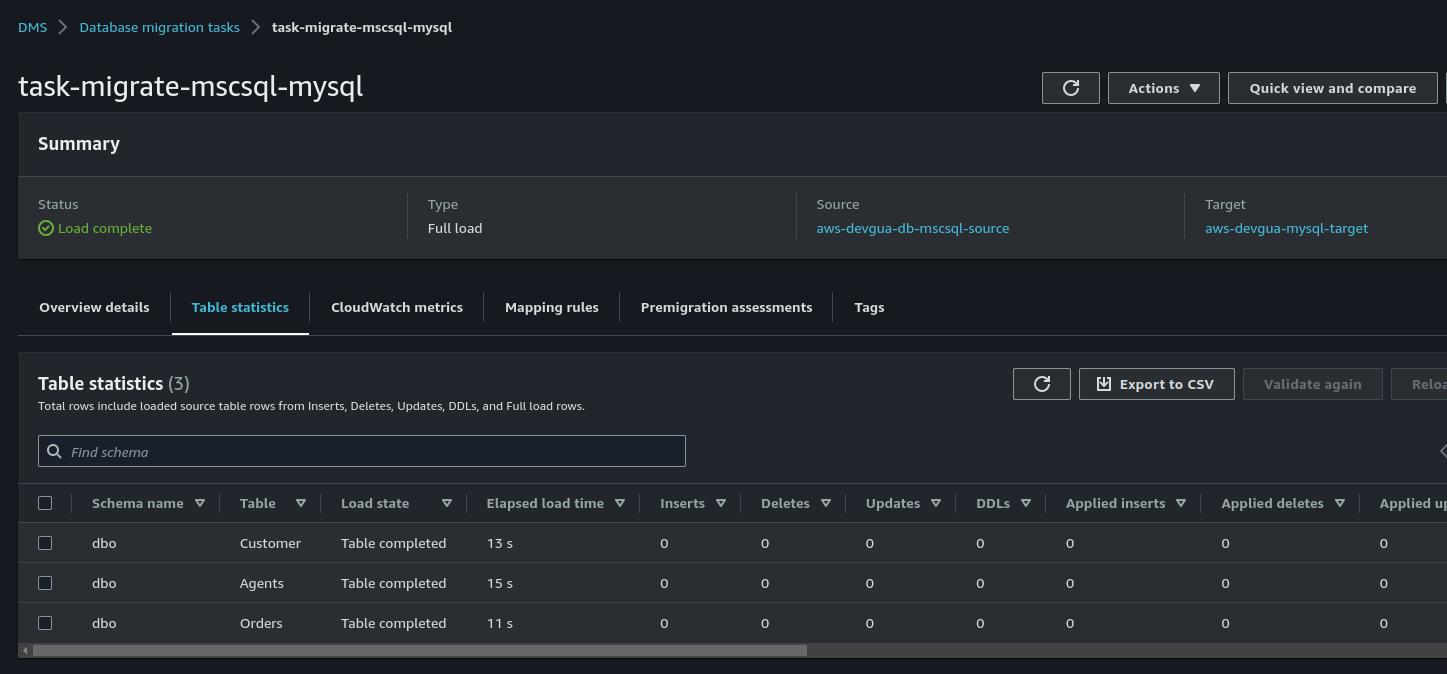 DMS > Database migration tasks > task-migrate-mscsql-mysql
task-migrate-mscsql-mysql
Actions
Quick view and compare
Summary
Status
Type
Source
Target
Load complete
Full load
aws-devgua-db-mscsql-source
aws-devgua-mysql-target
Overview details
Table statistics
CloudWatch metrics
Mapping rules
Premigration assessments
Tags
Table statistics (3)
Total rows include loaded source table rows from Inserts, Deletes, Updates, DDLs, and Full load rows.
Export to CSV
Validate again
Find schema
Schema name Table Load state Elapsed load time Inserts Deletes Updates DDLs Applied inserts Applied deletes Applied
dbo Customer Table completed 13 s 0 0 0 0 0 0 0
dbo Agents Table completed 15 s 0 0 0 0 0 0 0
dbo Orders Table completed 11 s 0 0 0 0 0 0 0